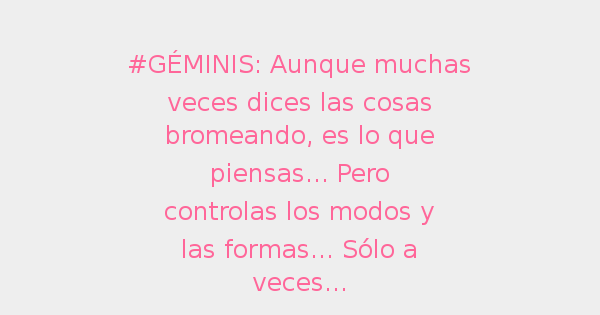 #GÉMINIS: Aunque muchas
veces dices las cosas
bromeando, es lo que
piensas... Pero
controlas los modos y
las formas... Sólo a
veces...